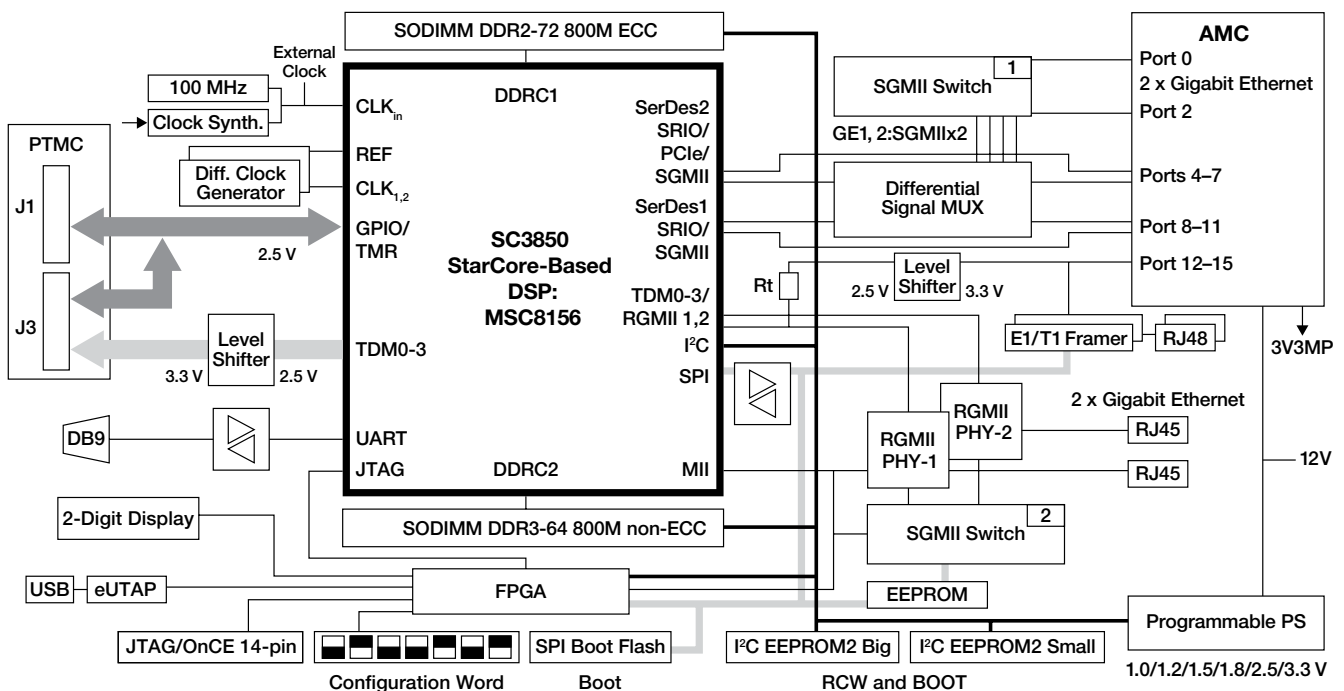 SODIMM DDR2-72 800M ECC
AMC
Port 0
2 x Gigabit Ethernet
Port 2
Ports 4–7
Port 8–11
Port 12–15
External
Clock
100 MHz
Clock Synth.
PTMC
J1
J3
Diff. Clock
Generator
2.5 V
Level
Shifter
3.3 V
2.5 V
DB9
DDRC1
CLKin
REF
CLK1,2
GPIO/
TMR
TDM0-3
UART
JTAG
SC3850
StarCore-Based
DSP:
MSC8156
DDRC2
SerDes2
SRIO/
PCIe/
SGMII
SerDes1
SRIO/
SGMII
TDM0-3/
RGMII 1,2
I²C
SPI
MII
SGMII Switch
1
GE1, 2:SGMIIx2
Differential
Signal MUX
Rt
2.5 V
Level
Shifter
3.3 V
E1/T1 Framer
RJ48
3V3MP
RGMII
PHY-2
RGMII
PHY-1
2 x Gigabit Ethernet
RJ45
RJ45
12V
2-Digit Display
SODIMM DDR3-64 800M non-ECC
SGMII Switch
2
USB
eUTAP
FPGA
EEPROM
Programmable PS
JTAG/OnCE 14-pin
SPI Boot Flash
I²C EEPROM2 Big
I²C EEPROM2 Small
1.0/1.2/1.5/1.8/2.5/3.3 V
Configuration Word
Boot
RCW and BOOT